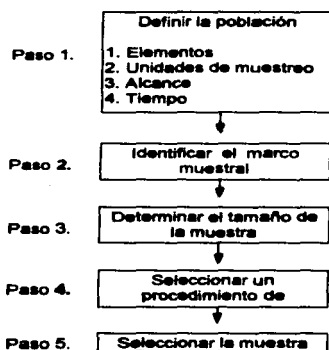 Definir la población
Paso 1.
1. Elementos
2. Unidades de muestreo
3. Alcance
4. Tiempo
Paso 2.
Identificar el marco
muestral
Paso 3.
Determinar el tamaño de
la muestra
Paso 4.
Seleccionar un
procedimiento de
Paso 5.
Seleccionar la muestra